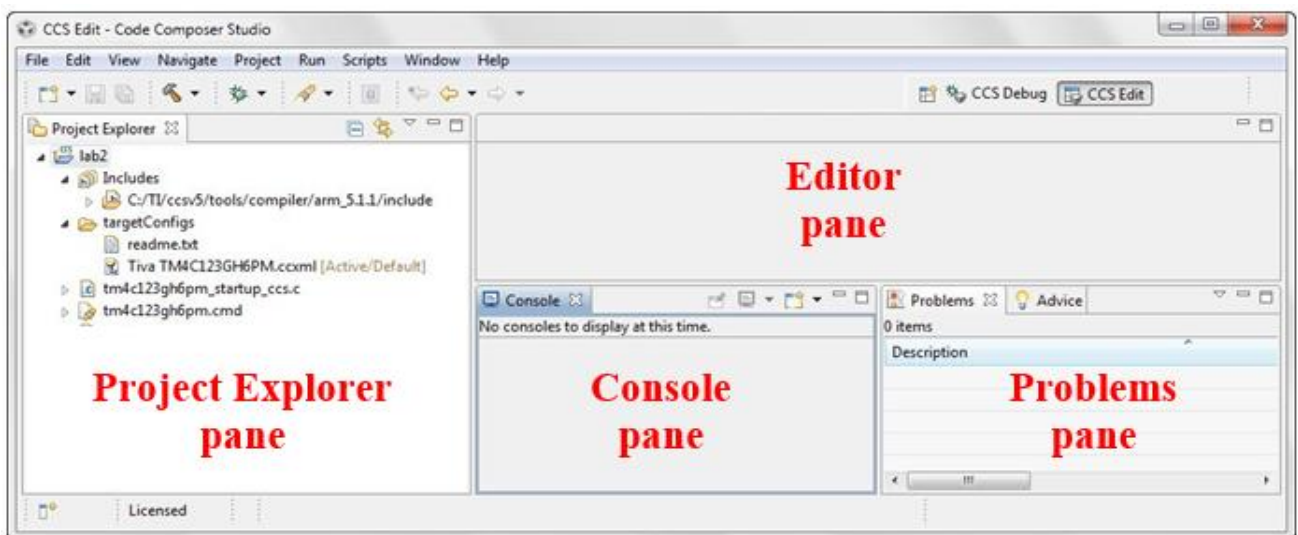 CCS Edit - Code Composer Studio
File Edit View Navigate Project Run Scripts Window Help
CCS Debug CCS Edit
Project Explorer
lab2
Includes
C:/TI/ccsv5/tools/compiler/arm_5.1.1/include
targetConfigs
readme.txt
Tiva TM4C123GH6PM.ccxml [Active/Default]
tm4c123gh6pm_startup_ccs.c
tm4c123gh6pm.cmd
Project Explorer
pane
Editor
pane
Console
No consoles to display at this time.
Console
pane
Problems Advice
0 items
Description
Problems
pane
Licensed